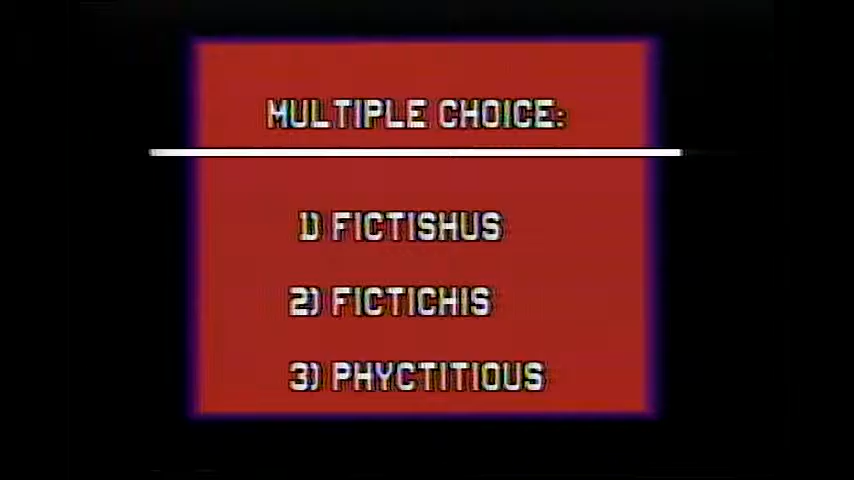 MULTIPLE CHOICE:
1) FICTISHUS
2) FICTICHIS
3) PHYCTITIOUS